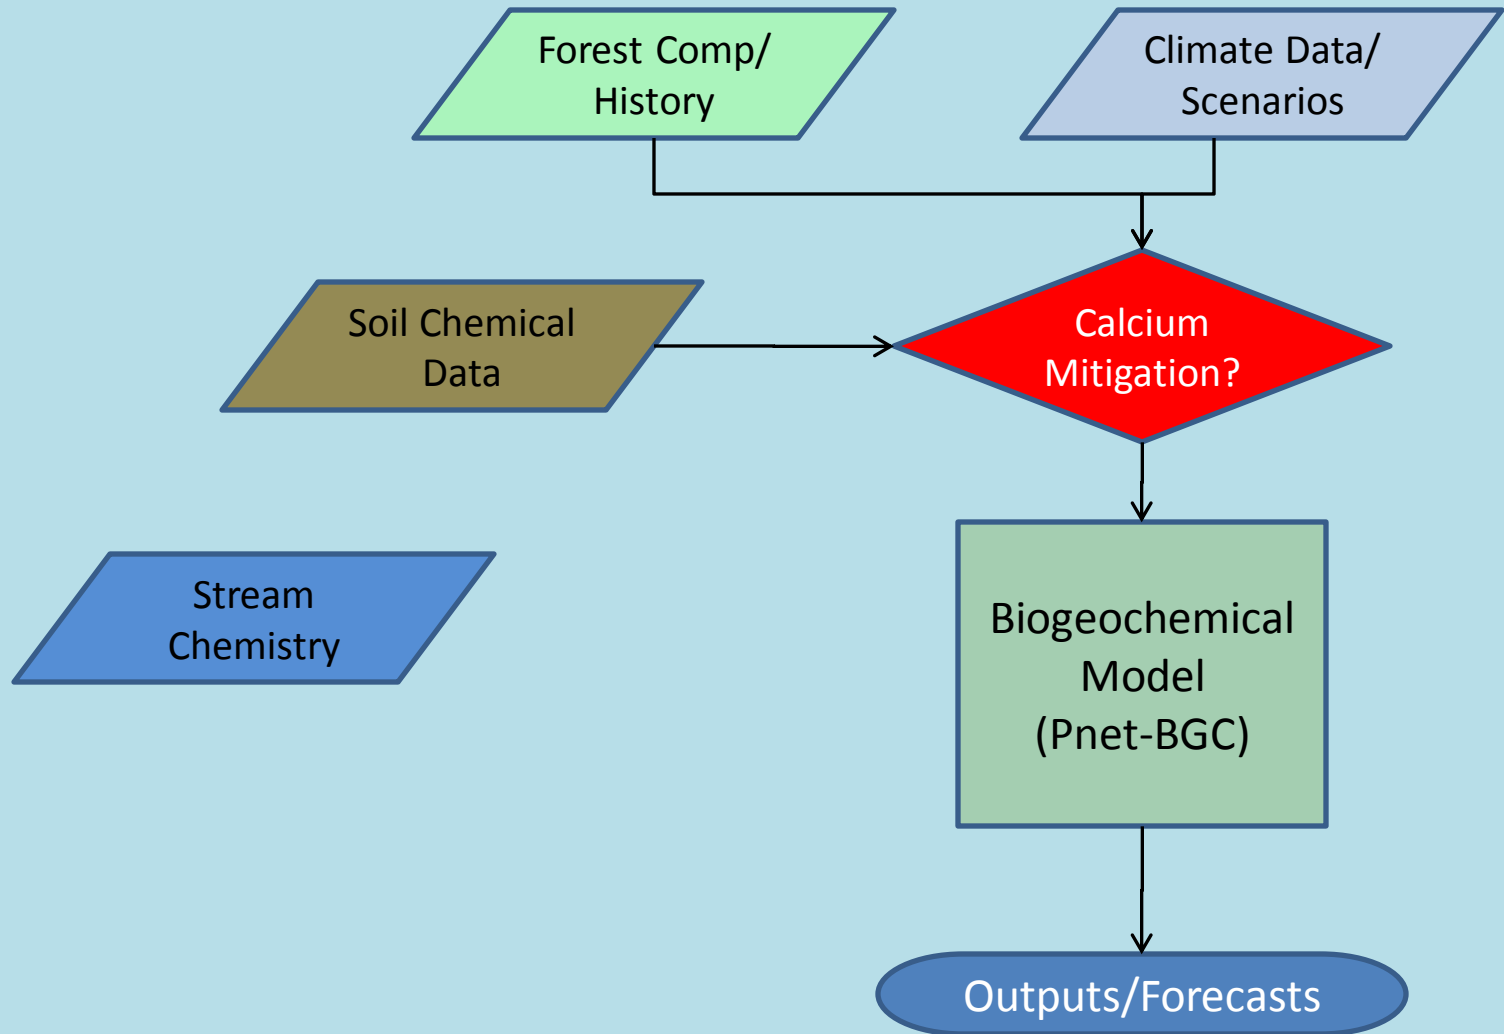 Forest Comp/
History
Climate Data/
Scenarios
Soil Chemical
Data
Calcium
Mitigation?
Stream
Chemistry
Biogeochemical
Model
(Pnet-BGC)
Outputs/Forecasts